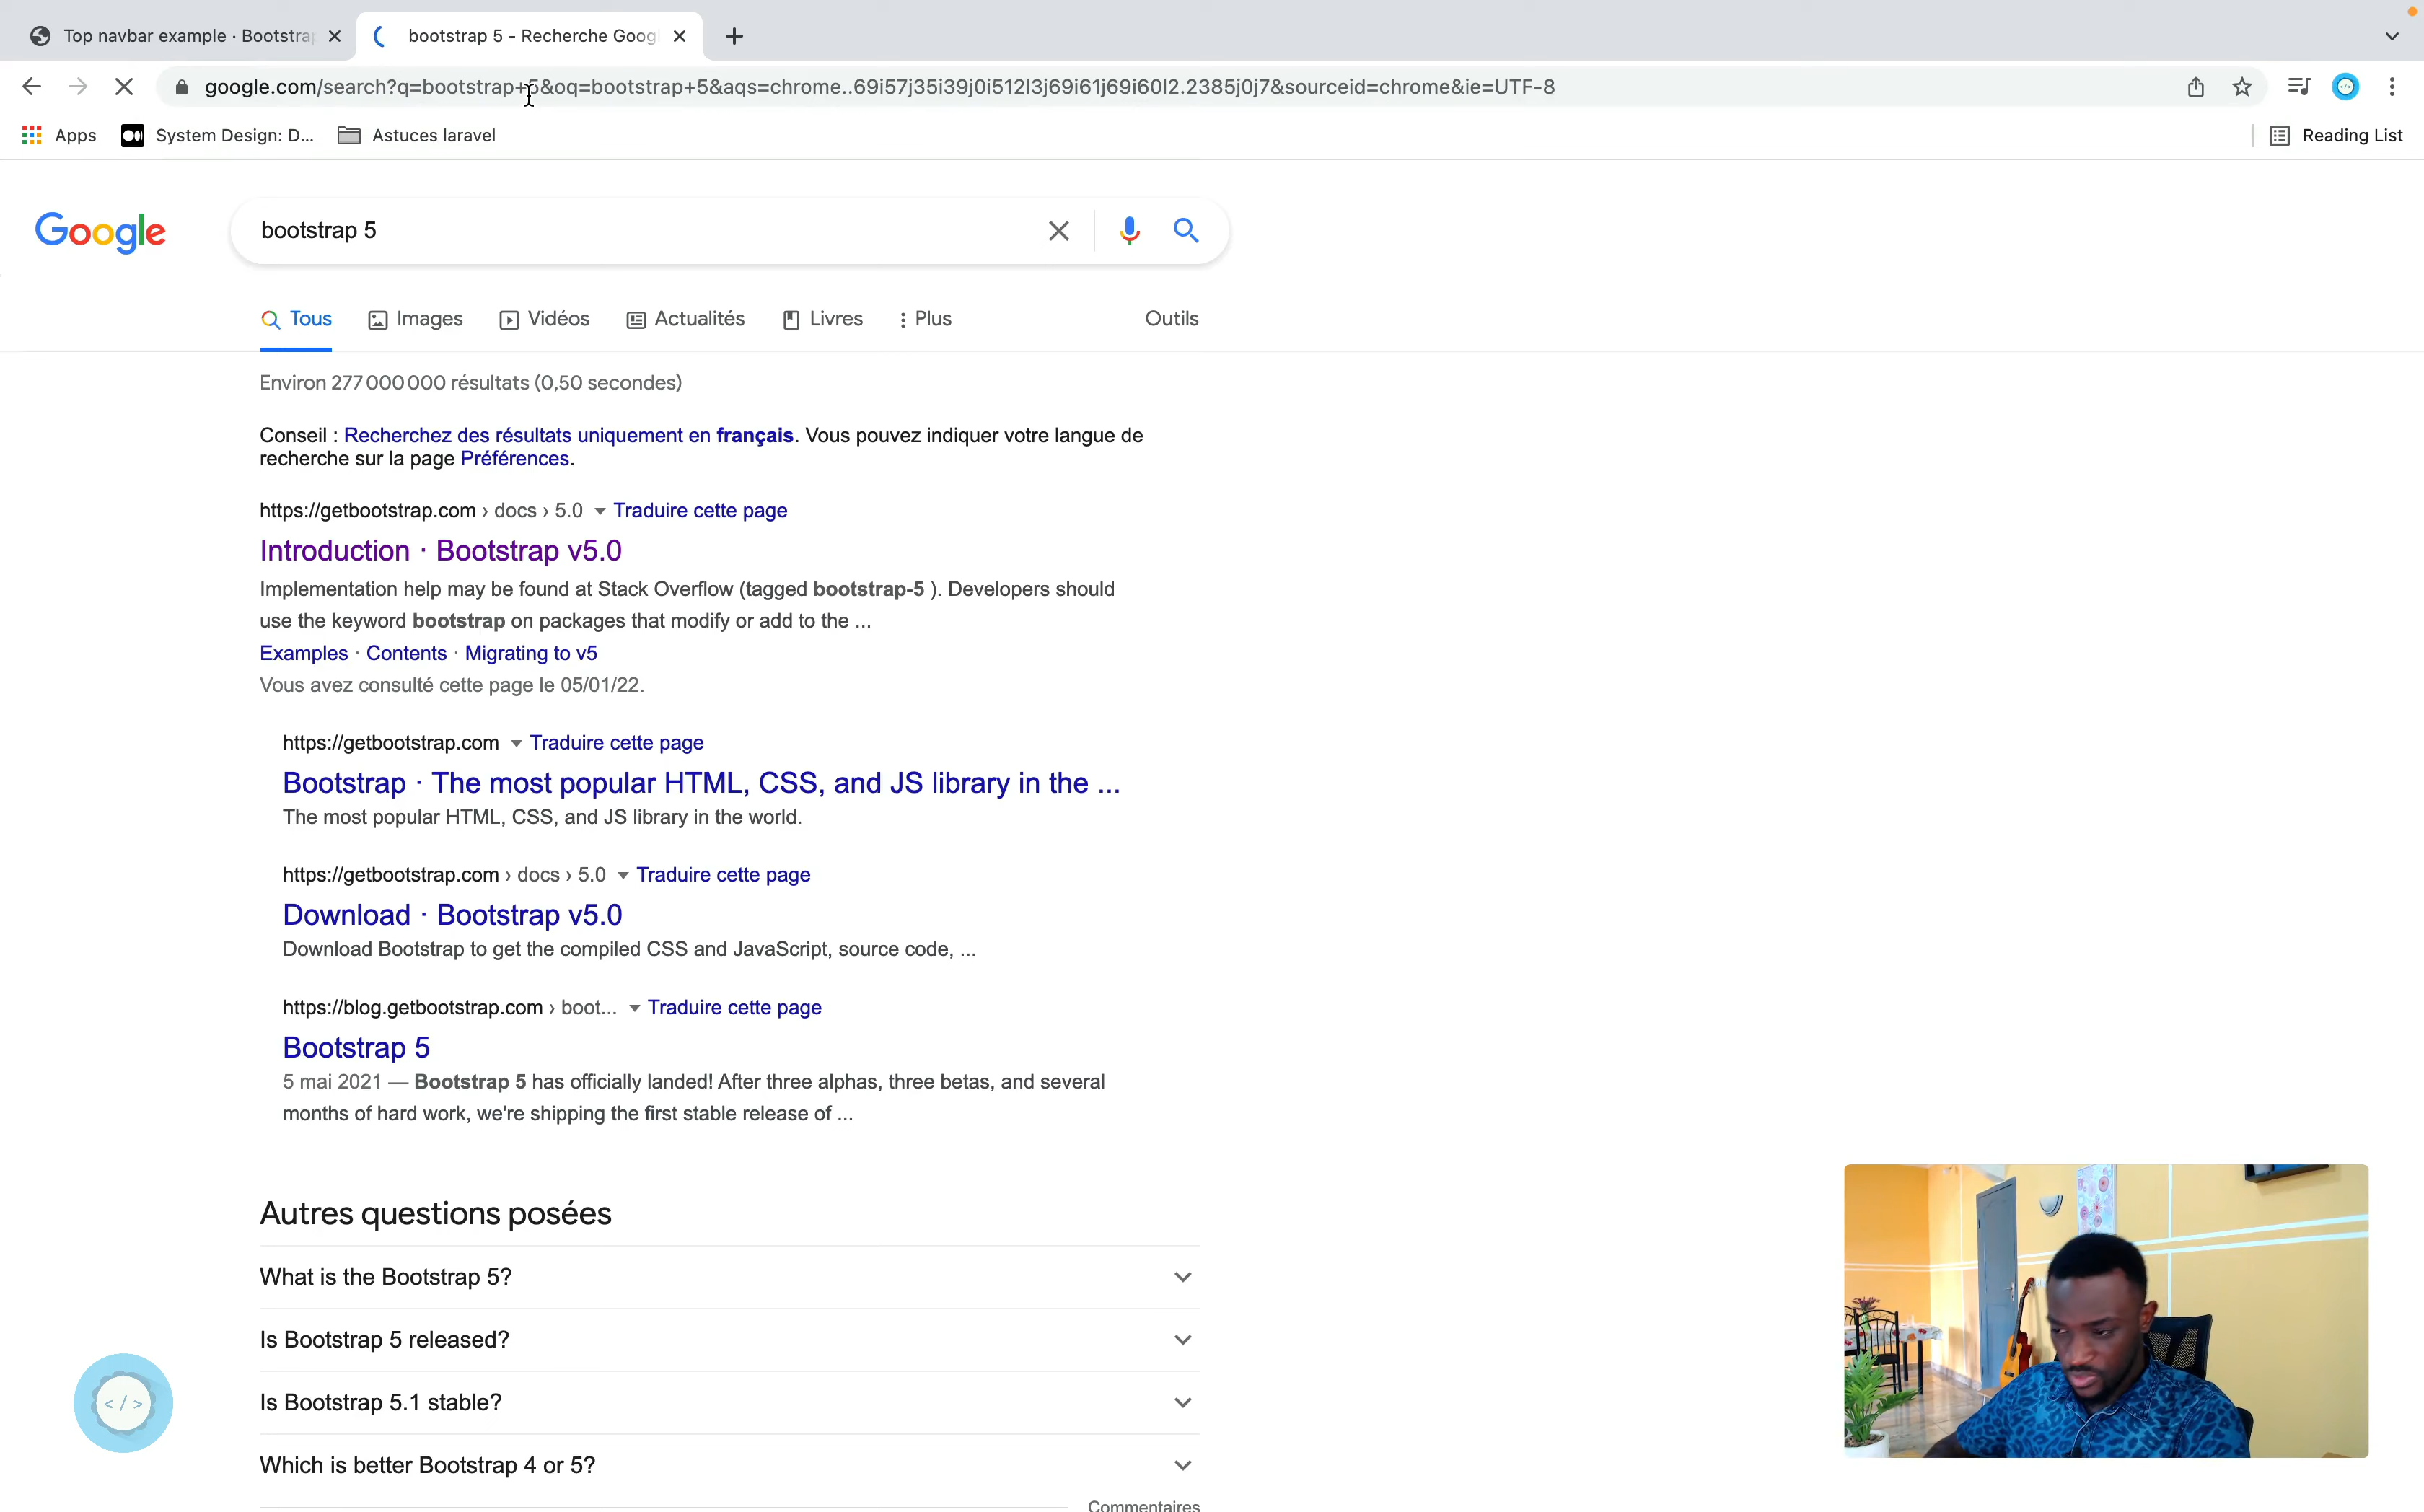 Top navbar example · Bootstrap
bootstrap 5 - Recherche Googl
google.com/search?q=bootstrap+5&oq=bootstrap+5&aqs=chrome..69i57j35i39j0i512l3j69i61j69i60l2.2385j0j7&sourceid=chrome&ie=UTF-8
Apps System Design: D... Astuces laravel Reading List
Google bootstrap 5
Tous Images Vidéos Actualités Livres Plus Outils
Environ 277 000 000 résultats (0,50 secondes)
Conseil : Recherchez des résultats uniquement en français. Vous pouvez indiquer votre langue de
recherche sur la page Préférences.
https://getbootstrap.com › docs › 5.0 Traduire cette page
Introduction · Bootstrap v5.0
Implementation help may be found at Stack Overflow (tagged bootstrap-5 ). Developers should
use the keyword bootstrap on packages that modify or add to the ...
Examples · Contents · Migrating to v5
Vous avez consulté cette page le 05/01/22.
https://getbootstrap.com Traduire cette page
Bootstrap · The most popular HTML, CSS, and JS library in the ...
The most popular HTML, CSS, and JS library in the world.
https://getbootstrap.com › docs › 5.0 Traduire cette page
Download · Bootstrap v5.0
Download Bootstrap to get the compiled CSS and JavaScript, source code, ...
https://blog.getbootstrap.com › boot... Traduire cette page
Bootstrap 5
5 mai 2021 — Bootstrap 5 has officially landed! After three alphas, three betas, and several
months of hard work, we're shipping the first stable release of ...
Autres questions posées
What is the Bootstrap 5?
Is Bootstrap 5 released?
Is Bootstrap 5.1 stable?
</>
Which is better Bootstrap 4 or 5?
Commentaires